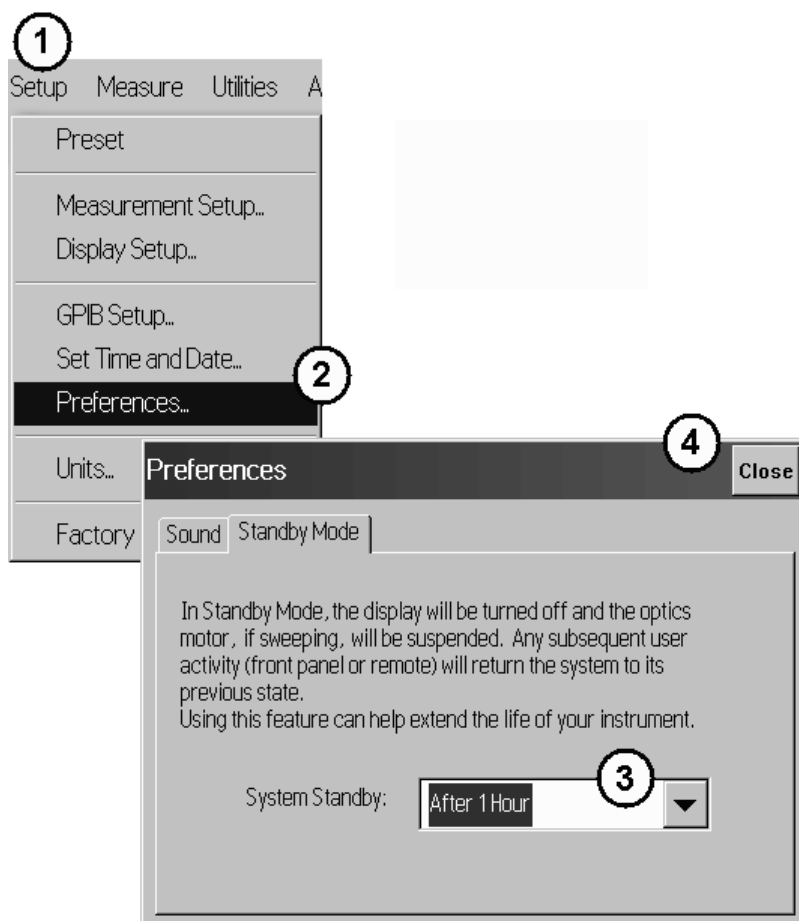 1
Setup Measure Utilities A
Preset
Measurement Setup...
Display Setup...
GPIB Setup...
Set Time and Date...
2
Preferences...
Units...
Factory
4
Preferences Close
Sound Standby Mode
In Standby Mode, the display will be turned off and the optics
motor, if sweeping, will be suspended. Any subsequent user
activity (front panel or remote) will return the system to its
previous state.
Using this feature can help extend the life of your instrument.
3
System Standby: After 1 Hour